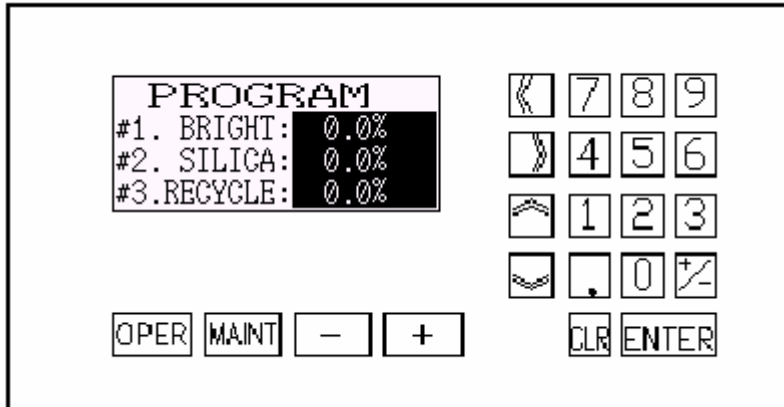 PROGRAM
#1. BRIGHT: 0.0%
#2. SILICA: 0.0%
#3.RECYCLE: 0.0%
7 8 9
4 5 6
1 2 3
. 0 +/-
OPER MAINT - + CLR ENTER